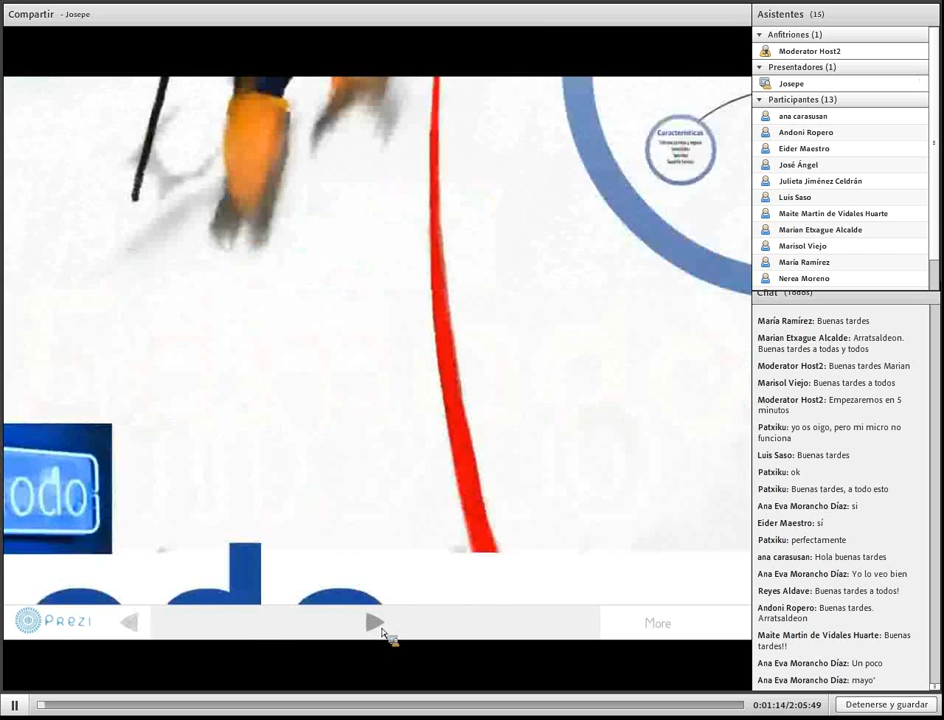 Compartir - Josepe
Asistentes (15)
Anfitriones (1)
Moderator Host2
Presentadores (1)
Josepe
Participantes (13)
ana carasusan
Andoni Ropero
Eider Maestro
José Ángel
Julieta Jiménez Celdrán
Luis Saso
Maite Martin de Vidales Huarte
Marian Etxague Alcalde
Marisol Viejo
María Ramírez
Nerea Moreno
Características
odo
odo
Prezi
More
Chat (Todos)
María Ramírez: Buenas tardes
Marian Etxague Alcalde: Arratsaldeon.
Buenas tardes a todas y todos
Moderator Host2: Buenas tardes Marian
Marisol Viejo: Buenas tardes a todos
Moderator Host2: Empezaremos en 5
minutos
Patxiku: yo os oigo, pero mi micro no
funciona
Luis Saso: Buenas tardes
Patxiku: ok
Patxiku: Buenas tardes, a todo esto
Ana Eva Morancho Díaz: si
Eider Maestro: sí
Patxiku: perfectamente
ana carasusan: Hola buenas tardes
Ana Eva Morancho Díaz: Yo lo veo bien
Reyes Aldave: Buenas tardes a todos!
Andoni Ropero: Buenas tardes.
Arratsaldeon
Maite Martin de Vidales Huarte: Buenas
tardes!!
Ana Eva Morancho Díaz: Un poco
Ana Eva Morancho Díaz: mayo'
0:01:14/2:05:49
Detenerse y guardar